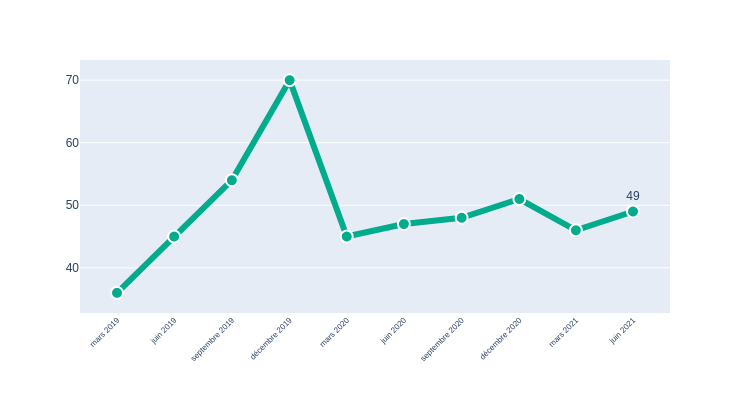 70
60
50
40
49
mars 2019
juin 2019
septembre 2019
décembre 2019
mars 2020
juin 2020
septembre 2020
décembre 2020
mars 2021
juin 2021